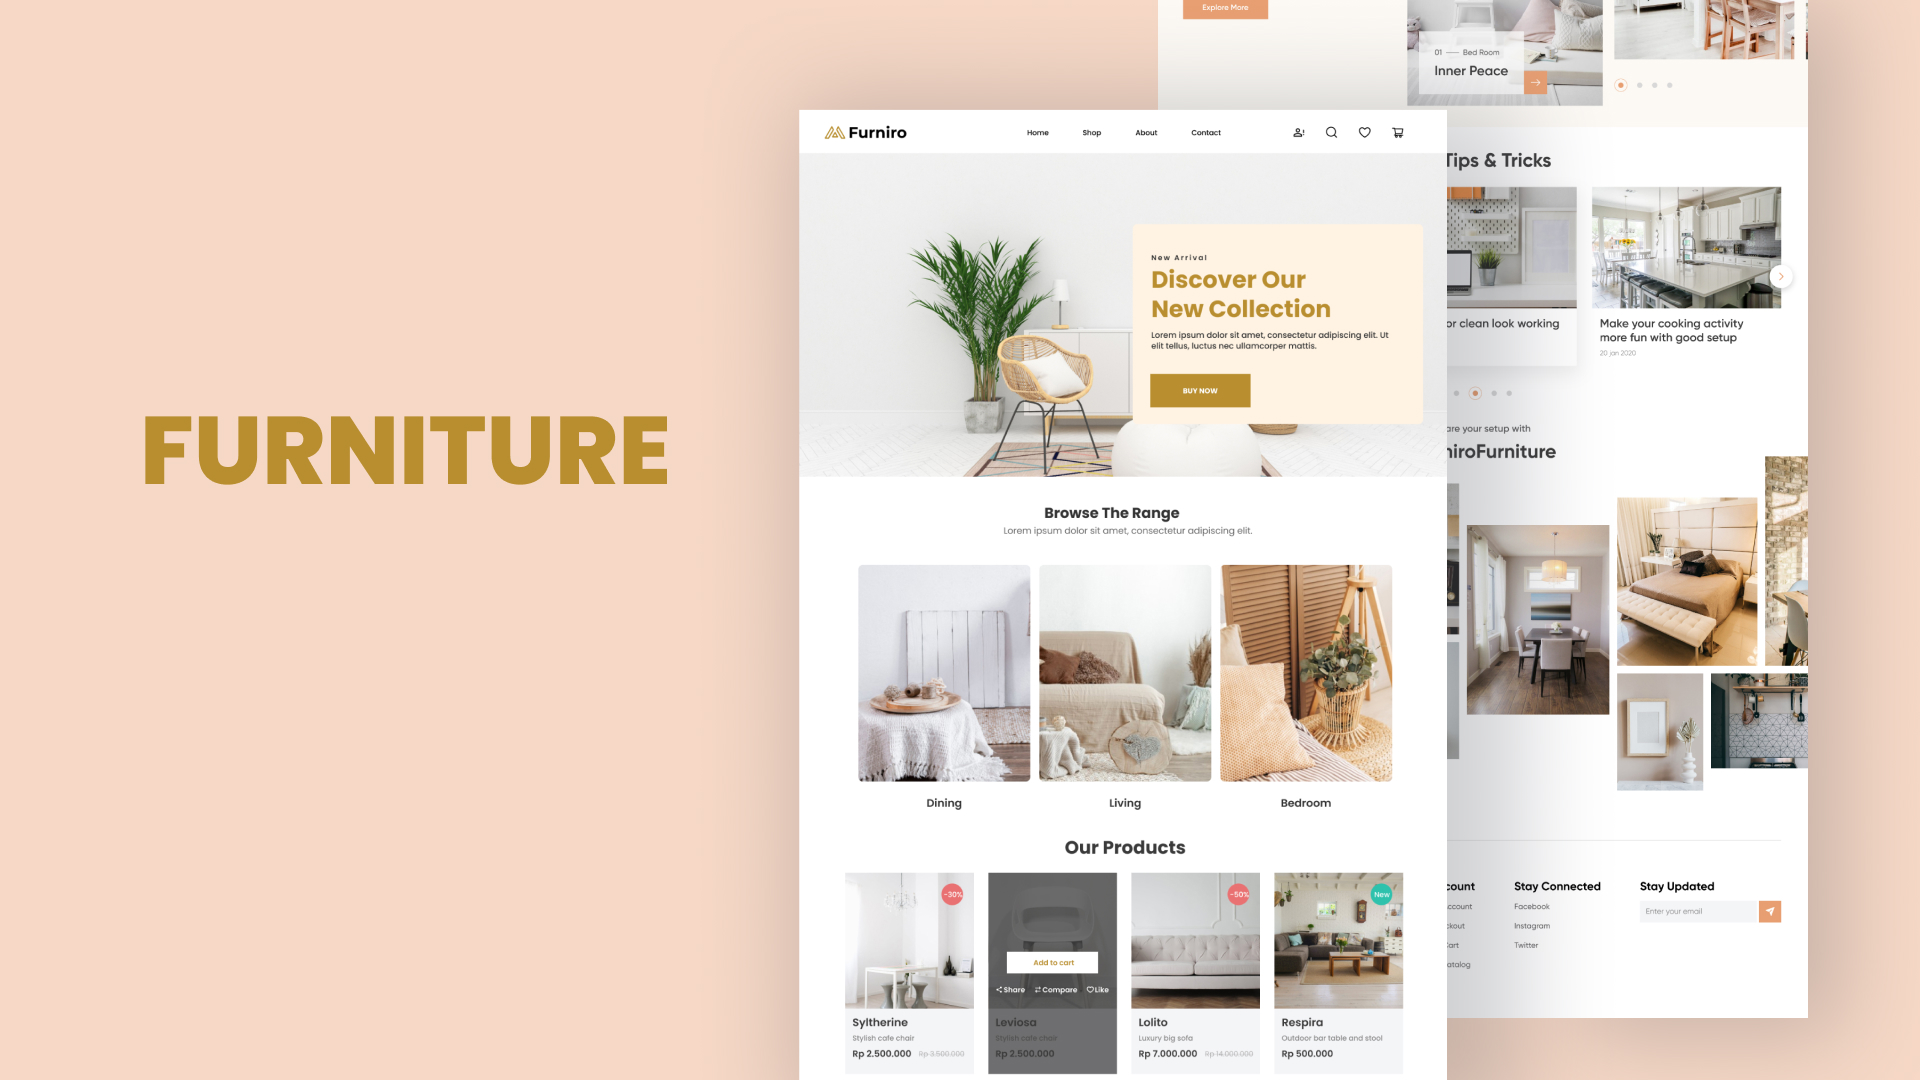 FURNITURE
Furniro
Home
Shop
About
Contact
New Arrival
Discover Our
New Collection
Lorem ipsum dolor sit amet, consectetur adipiscing elit. Ut
elit tellus, luctus nec ullamcorper mattis.
BUY NOW
Browse The Range
Lorem ipsum dolor sit amet, consectetur adipiscing elit.
Dining
Living
Bedroom
Our Products
-30%
Syltherine
Stylish cafe chair
Rp 2.500.000 Rp 3.500.000
Add to cart
Share
Compare
Like
Leviosa
Stylish cafe chair
Rp 2.500.000
-50%
Lolito
Luxury big sofa
Rp 7.000.000 Rp 14.000.000
New
Respira
Outdoor bar table and stool
Rp 500.000
Explore More
01 — Bed Room
Inner Peace
Tips & Tricks
or clean look working
Make your cooking activity
more fun with good setup
20 jan 2020
are your setup with
niroFurniture
count
ccount
ckout
Cart
atalog
Stay Connected
Facebook
Instagram
Twitter
Stay Updated
Enter your email